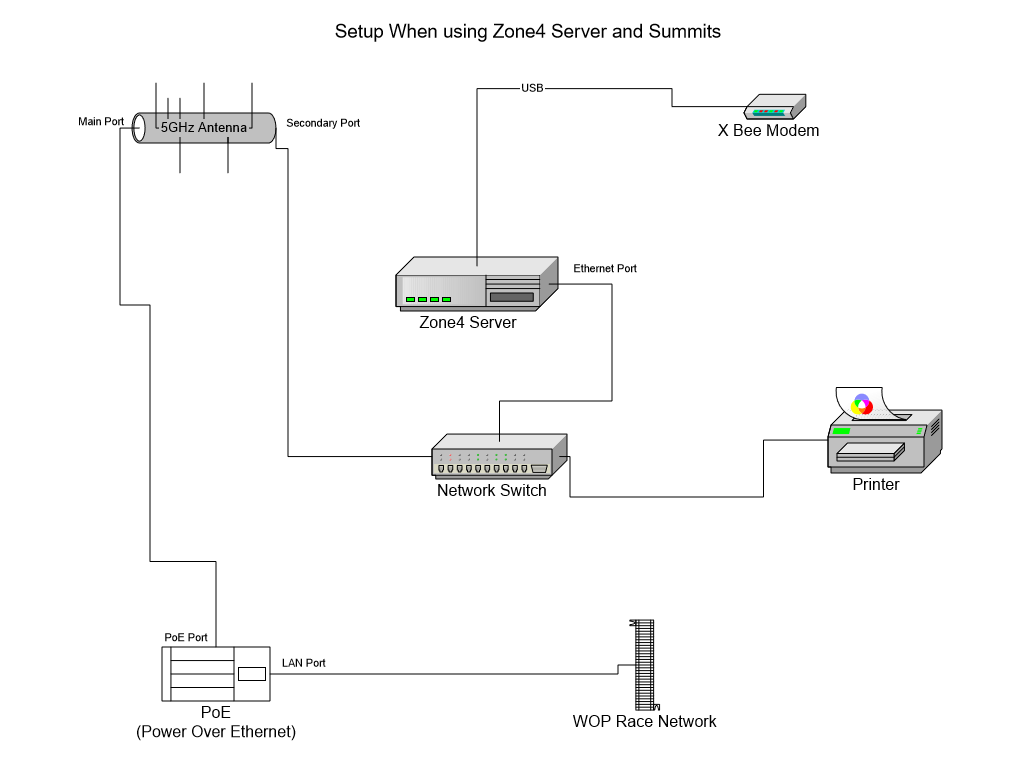 Setup When using Zone4 Server and Summits
USB
X Bee Modem
Main Port
5GHz Antenna
Secondary Port
Ethernet Port
Zone4 Server
Network Switch
Printer
PoE Port
LAN Port
PoE
(Power Over Ethernet)
WOP Race Network